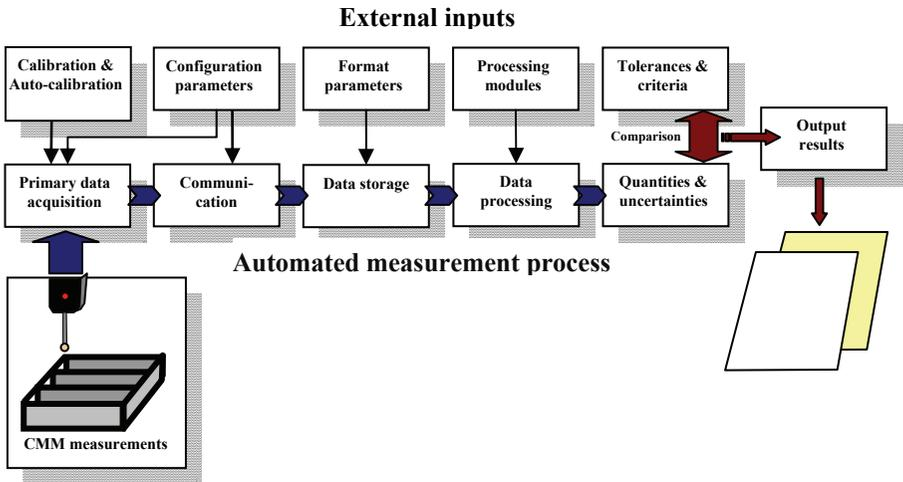 External inputs
Calibration &
Auto-calibration
Configuration
parameters
Format
parameters
Processing
modules
Tolerances &
criteria
Comparison
Output
results
Primary data
acquisition
Communi-
cation
Data storage
Data
processing
Quantities &
uncertainties
Automated measurement process
CMM measurements